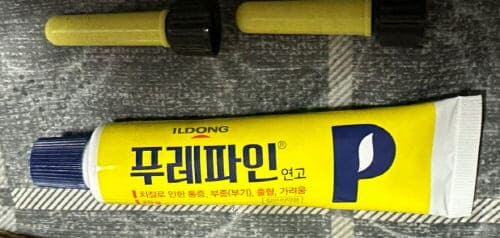 ILDONG
푸레파인® 연고
치질로 인한 통증, 부종(부기), 출혈, 가려움
P